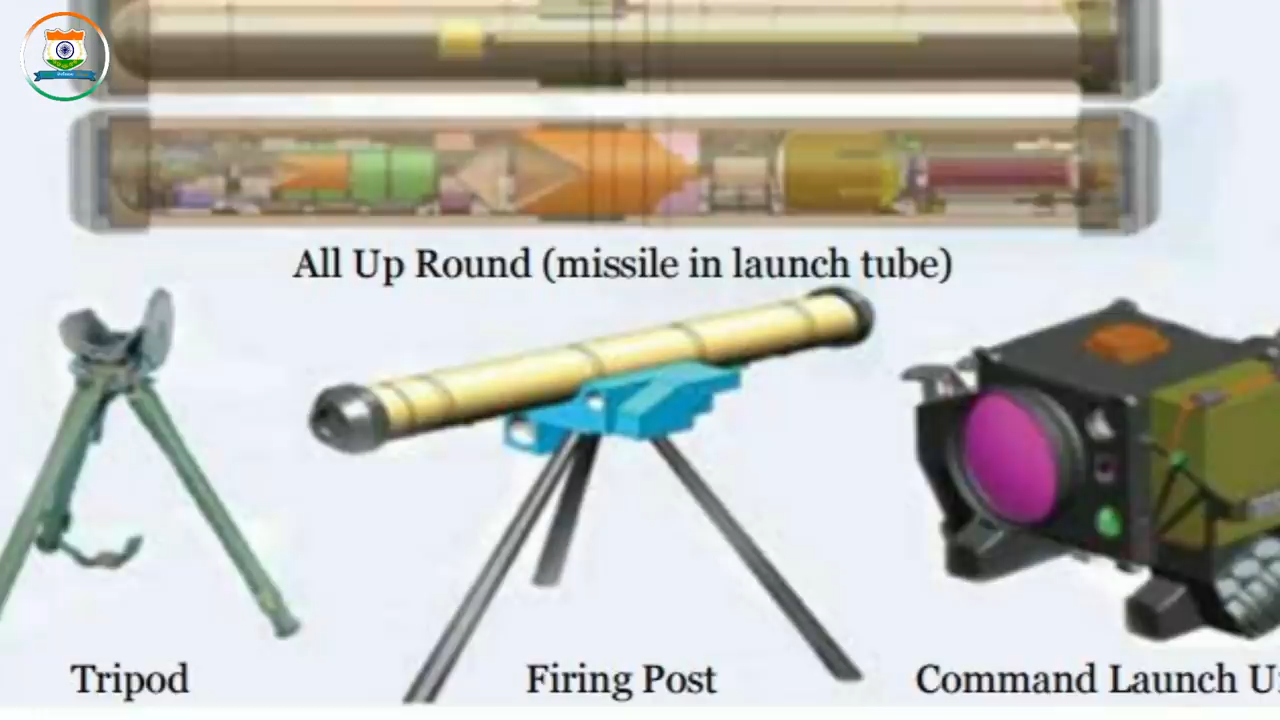 All Up Round (missile in launch tube)
Tripod
Firing Post
Command Launch